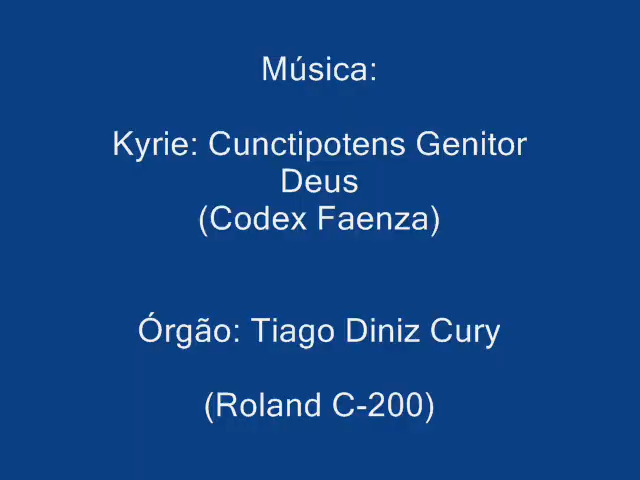 Música:
Kyrie: Cunctipotens Genitor
Deus
(Codex Faenza)
Órgão: Tiago Diniz Cury
(Roland C-200)